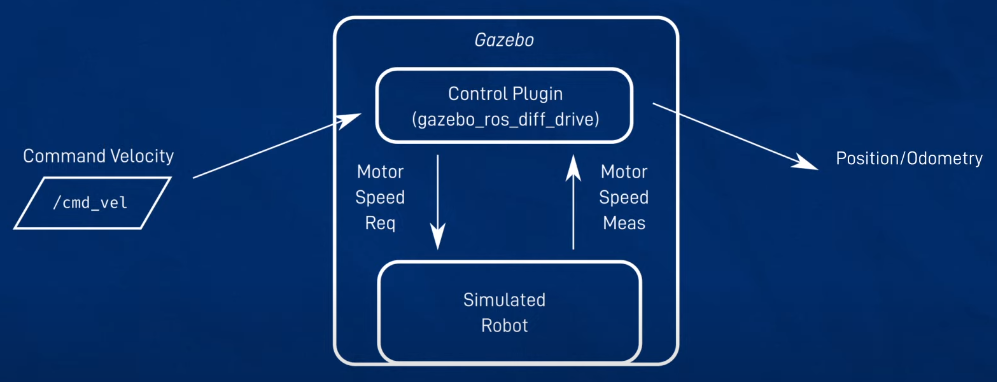 Gazebo
Control Plugin
(gazebo_ros_diff_drive)
Command Velocity
/cmd_vel
Position/Odometry
Motor
Speed
Req
Motor
Speed
Meas
Simulated
Robot